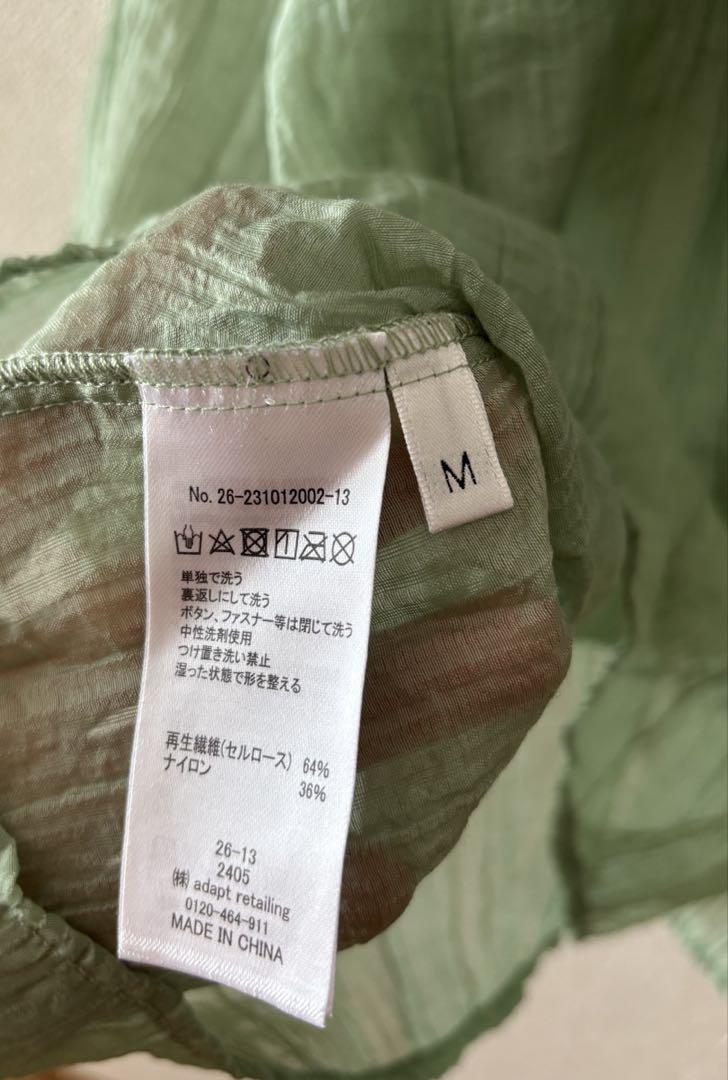 No. 26-231012002-13
単独で洗う
裏返しにして洗う
ボタン、ファスナー等は閉じて洗う
中性洗剤使用
つけ置き洗い禁止
湿った状態で形を整える
再生繊維(セルロース) 64%
ナイロン 36%
26-13
2405
㈱ adapt retailing
0120-464-911
MADE IN CHINA
M